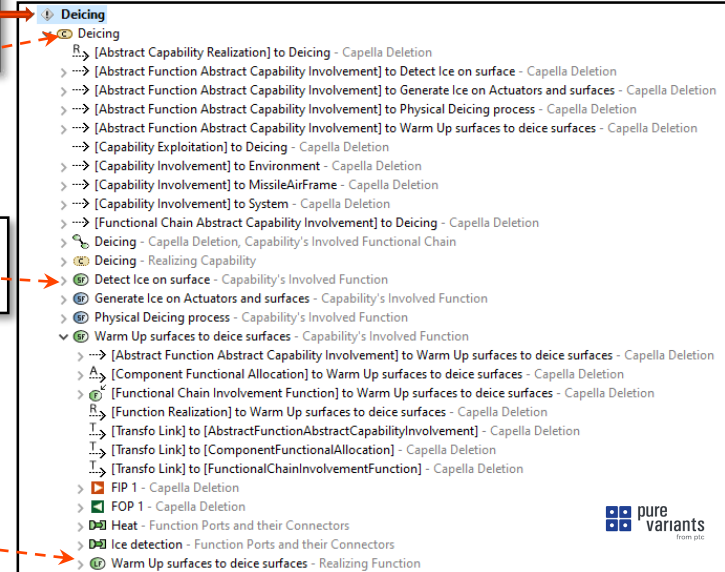 Deicing
C Deicing
R [Abstract Capability Realization] to Deicing - Capella Deletion
[Abstract Function Abstract Capability Involvement] to Detect Ice on surface - Capella Deletion
[Abstract Function Abstract Capability Involvement] to Generate Ice on Actuators and surfaces - Capella Deletion
[Abstract Function Abstract Capability Involvement] to Physical Deicing process - Capella Deletion
[Abstract Function Abstract Capability Involvement] to Warm Up surfaces to deice surfaces - Capella Deletion
[Capability Exploitation] to Deicing - Capella Deletion
[Capability Involvement] to Environment - Capella Deletion
[Capability Involvement] to MissileAirFrame - Capella Deletion
[Capability Involvement] to System - Capella Deletion
[Functional Chain Abstract Capability Involvement] to Deicing - Capella Deletion
Deicing - Capella Deletion, Capability's Involved Functional Chain
C Deicing - Realizing Capability
SF Detect Ice on surface - Capability's Involved Function
SF Generate Ice on Actuators and surfaces - Capability's Involved Function
SF Physical Deicing process - Capability's Involved Function
SF Warm Up surfaces to deice surfaces - Capability's Involved Function
[Abstract Function Abstract Capability Involvement] to Warm Up surfaces to deice surfaces - Capella Deletion
A [Component Functional Allocation] to Warm Up surfaces to deice surfaces - Capella Deletion
F [Functional Chain Involvement Function] to Warm Up surfaces to deice surfaces - Capella Deletion
R [Function Realization] to Warm Up surfaces to deice surfaces - Capella Deletion
T [Transfo Link] to [AbstractFunctionAbstractCapabilityInvolvement] - Capella Deletion
T [Transfo Link] to [ComponentFunctionalAllocation] - Capella Deletion
T [Transfo Link] to [FunctionalChainInvolvementFunction] - Capella Deletion
FIP 1 - Capella Deletion
FOP 1 - Capella Deletion
Heat - Function Ports and their Connectors
Ice detection - Function Ports and their Connectors
LF Warm Up surfaces to deice surfaces - Realizing Function
pure
variants
from ptc